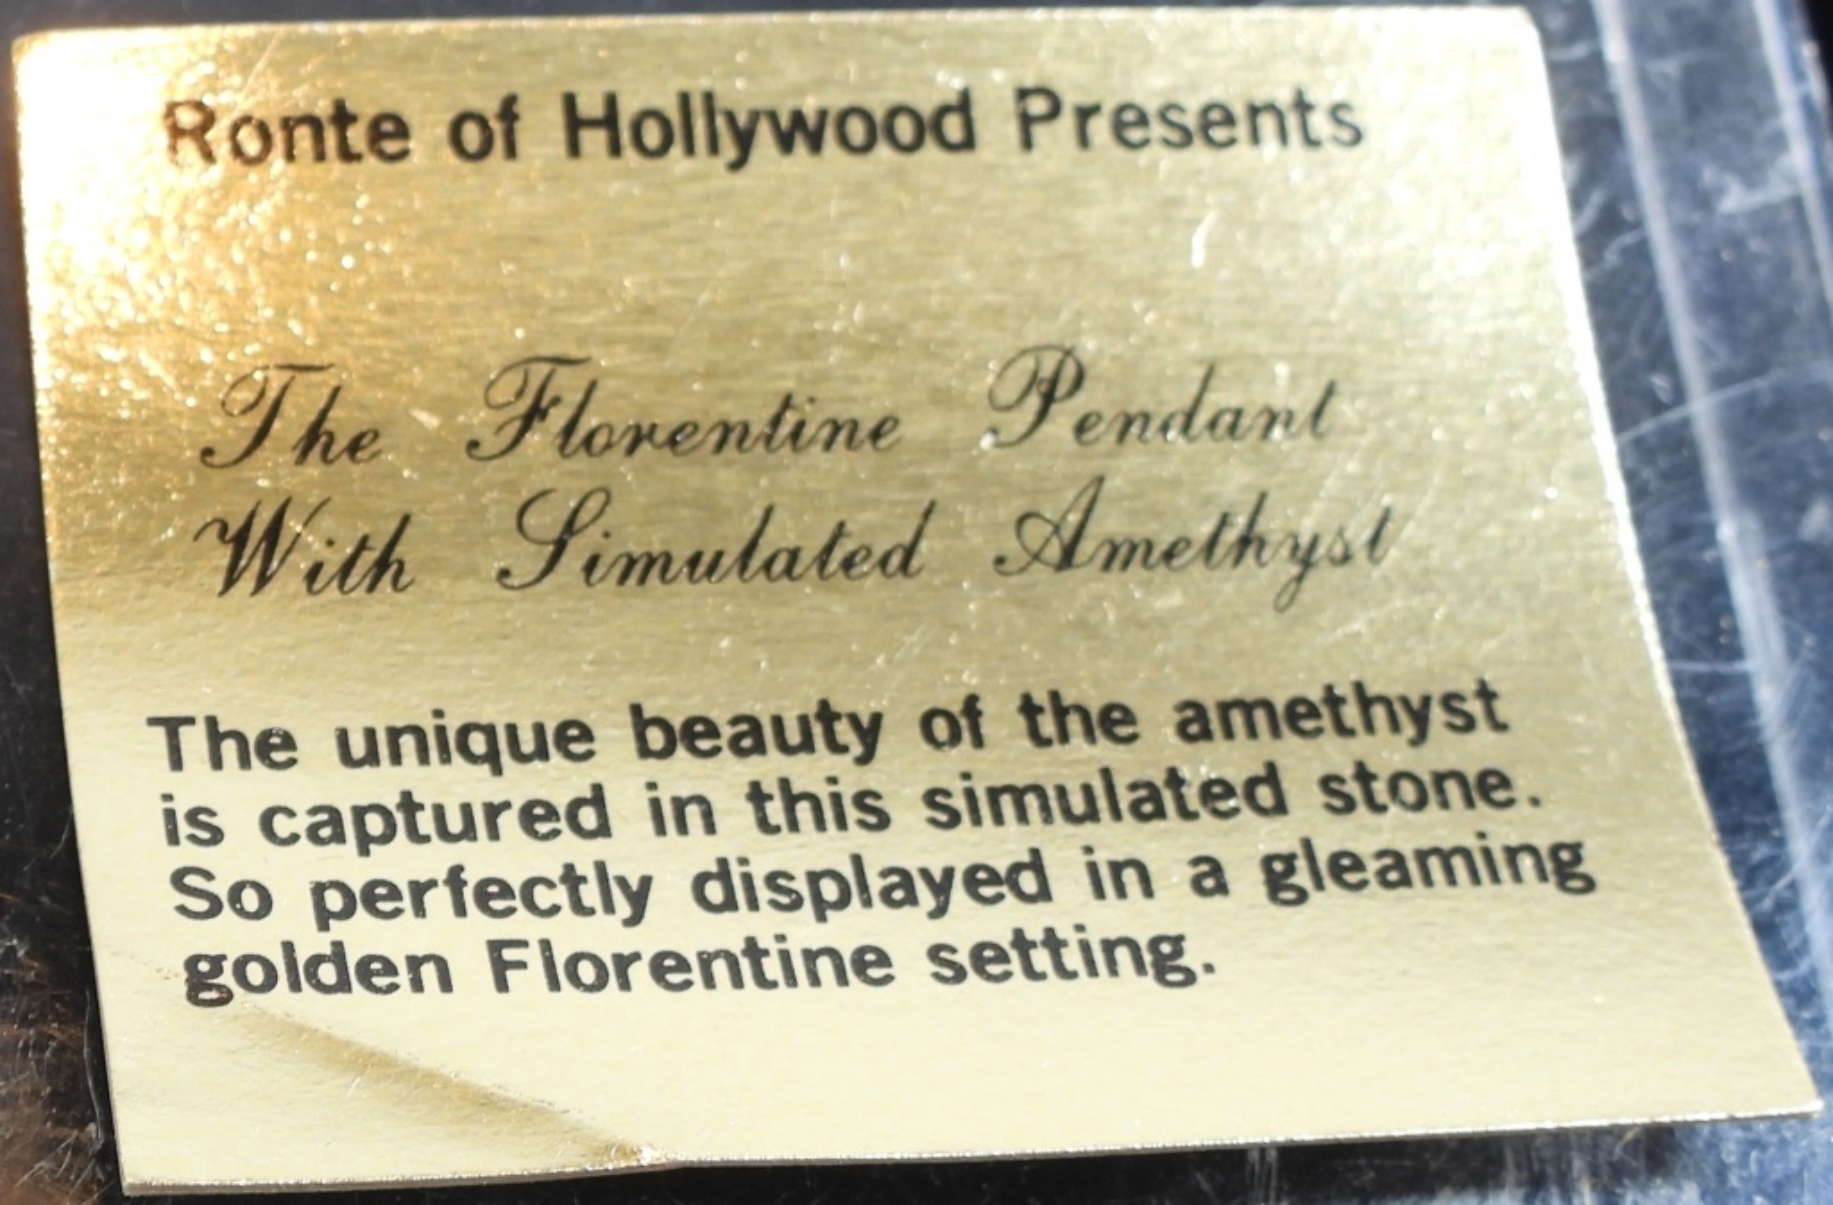 Ronte of Hollywood Presents
The Florentine Pendant
With Simulated Amethyst
The unique beauty of the amethyst
is captured in this simulated stone.
So perfectly displayed in a gleaming
golden Florentine setting.